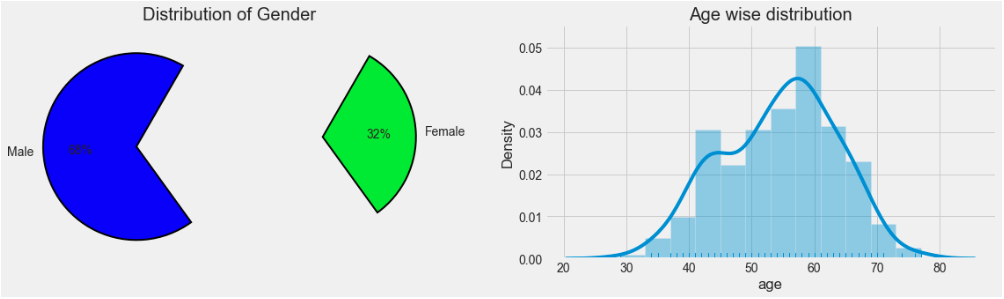 Distribution of Gender
Male
68%
32%
Female
Age wise distribution
Density
0.05
0.04
0.03
0.02
0.01
0.00
20
30
40
50
60
70
80
age